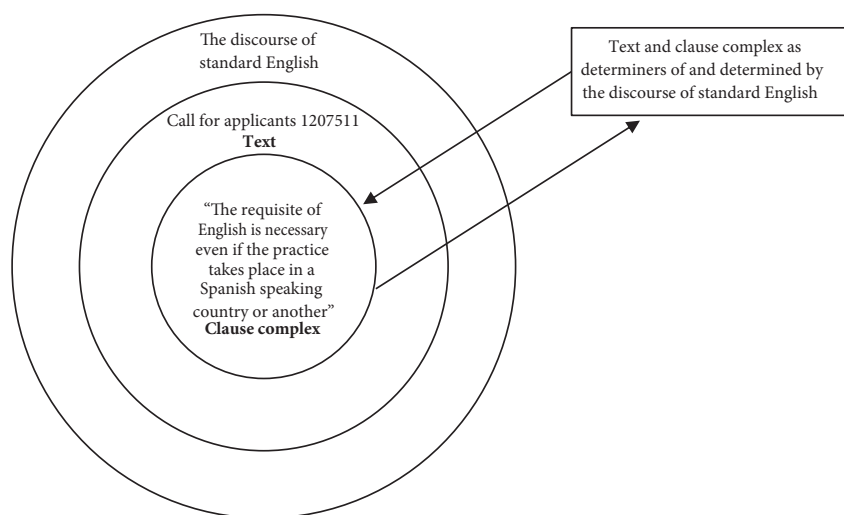 The discourse of
standard English
Call for applicants 1207511
Text
“The requisite of
English is necessary
even if the practice
takes place in a
Spanish speaking
country or another”
Clause complex
Text and clause complex as
determiners of and determined by
the discourse of standard English